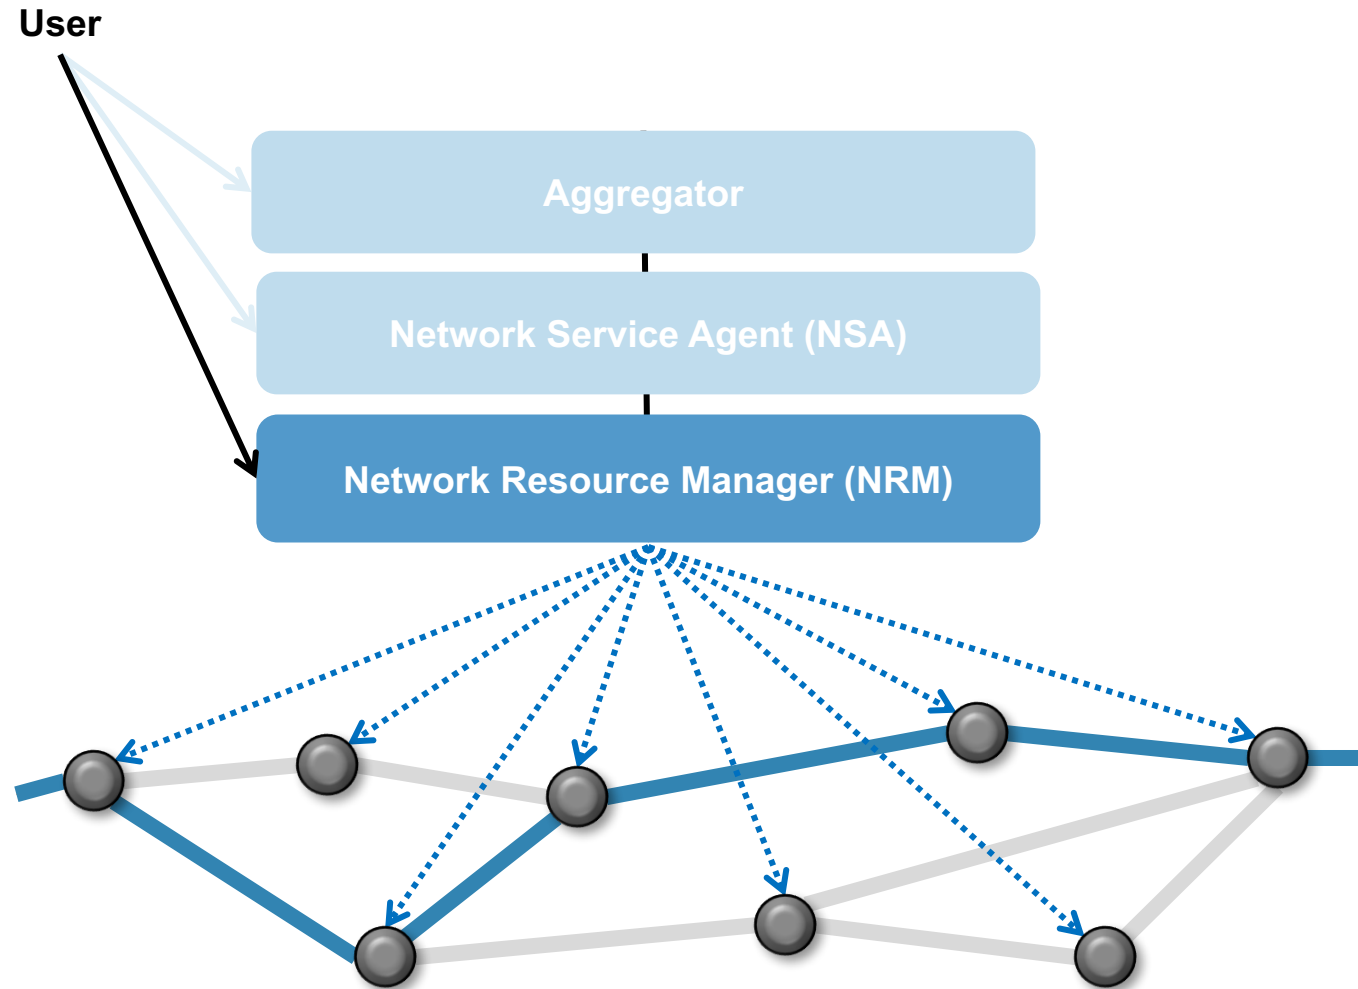 User
Aggregator
Network Service Agent (NSA)
Network Resource Manager (NRM)